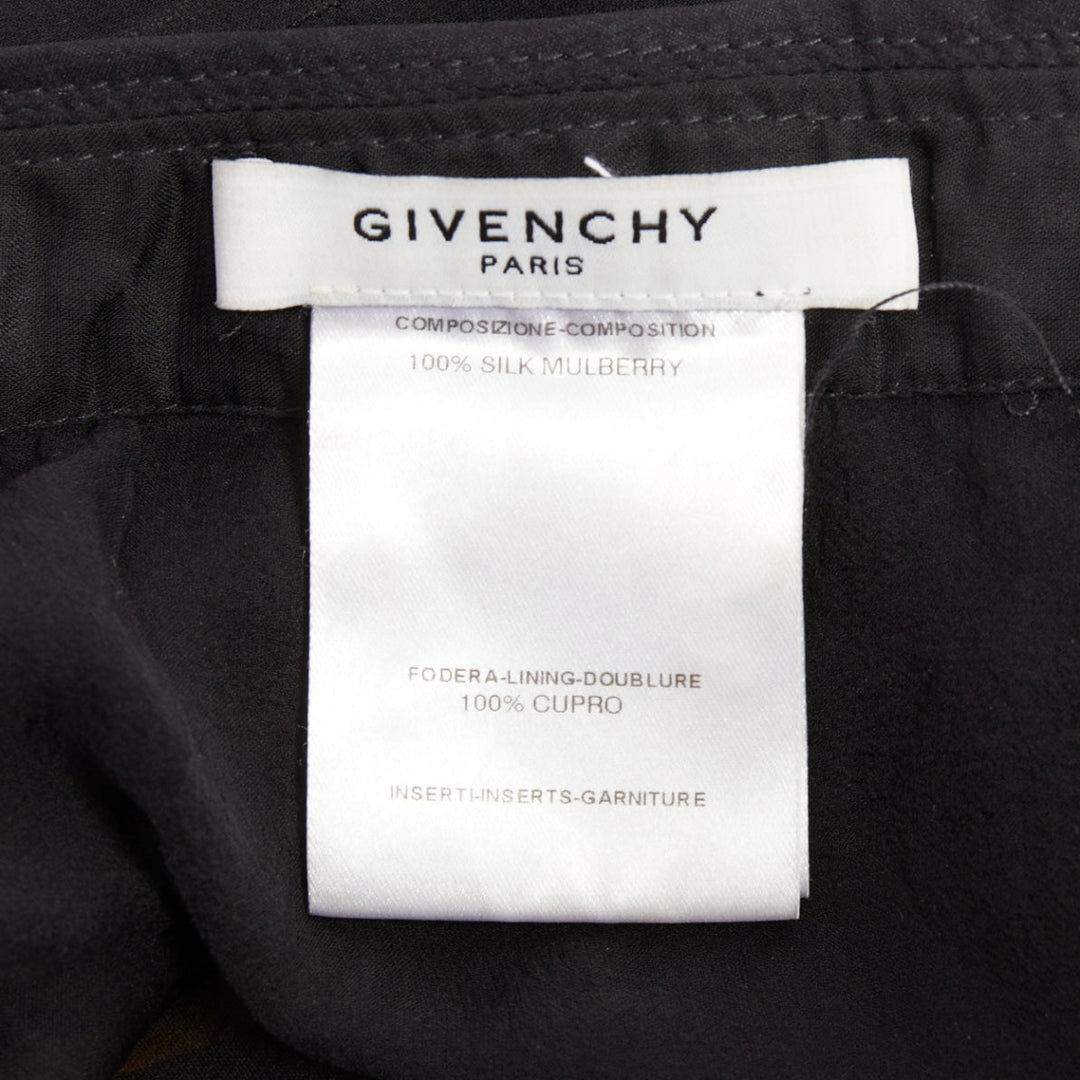 GIVENCHY
PARIS
COMPOSIZIONE-COMPOSITION
100% SILK MULBERRY
FODERA-LINING-DOUBLURE
100% CUPRO
INSERTI-INSERTS-GARNITURE